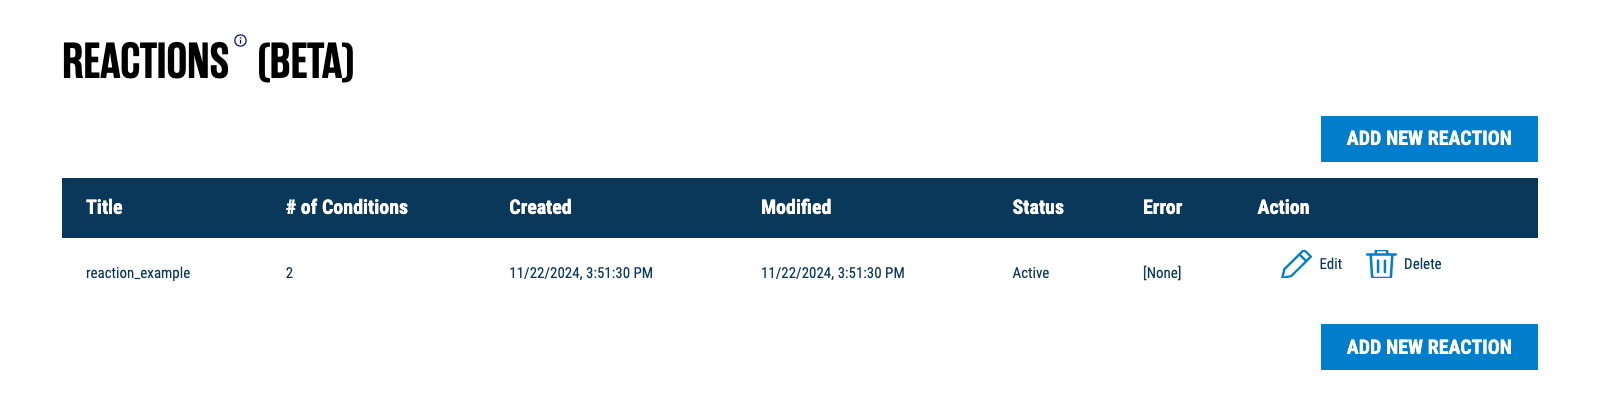 REACTIONS (BETA)
ADD NEW REACTION
Title # of Conditions Created Modified Status Error Action
reaction_example 2 11/22/2024, 3:51:30 PM 11/22/2024, 3:51:30 PM Active [None] Edit Delete
ADD NEW REACTION